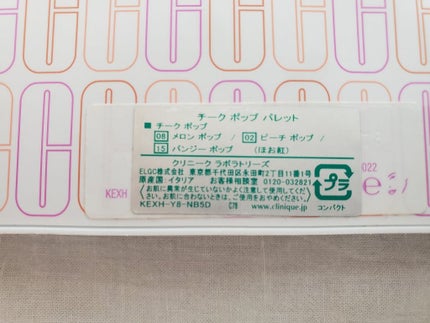 チーク ポップ パレット
■ チーク ポップ
08 メロン ポップ / 02 ピーチ ポップ /
15 パンジー ポップ (ほお紅)
クリニーク ラボラトリーズ
ELGC株式会社 東京都千代田区永田町2丁目11番1号
原産国:イタリア お客様相談室 0120-032821
お肌に異常が生じていないかよく注意して使用してくだ
さい。お肌に合わないときは、ご使用をおやめください。
KEXH-Y8-NB5D C78 www.clinique.jp
プラ
コンパクト
KEXH
022
e